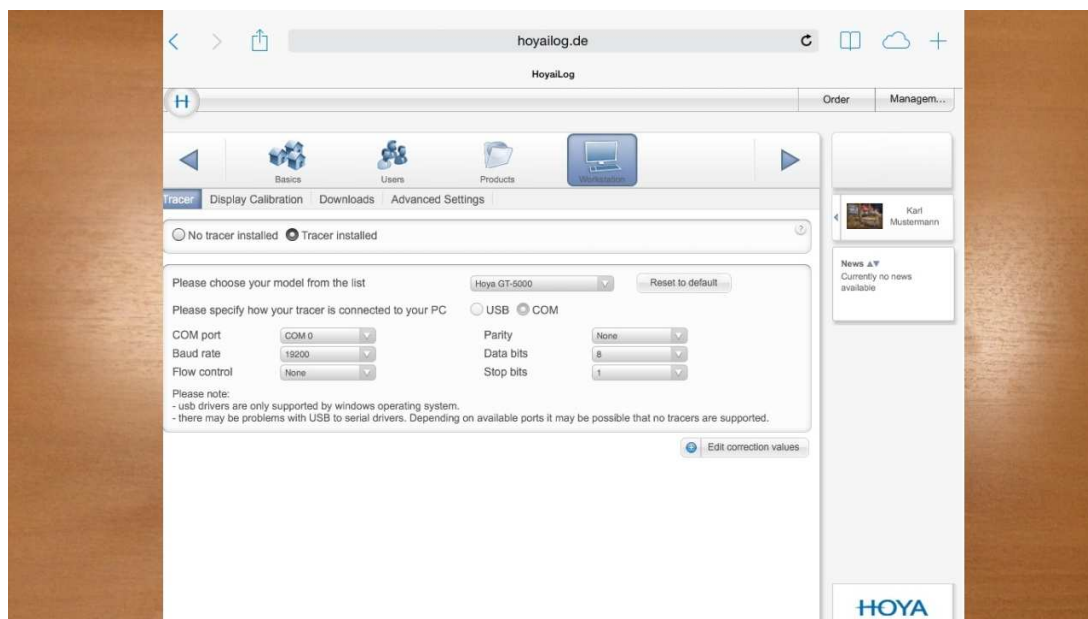 hoyailog.de
HoyaiLog
H
Order Managem...
Basics Users Products Workstation
Tracer Display Calibration Downloads Advanced Settings
No tracer installed Tracer installed ?
Karl
Mustermann
News
Currently no news
available
Please choose your model from the list Hoya GT-5000 Reset to default
Please specify how your tracer is connected to your PC USB COM
COM port COM 0 Parity None
Baud rate 19200 Data bits 8
Flow control None Stop bits 1
Please note:
- usb drivers are only supported by windows operating system.
- there may be problems with USB to serial drivers. Depending on available ports it may be possible that no tracers are supported.
Edit correction values
HOYA